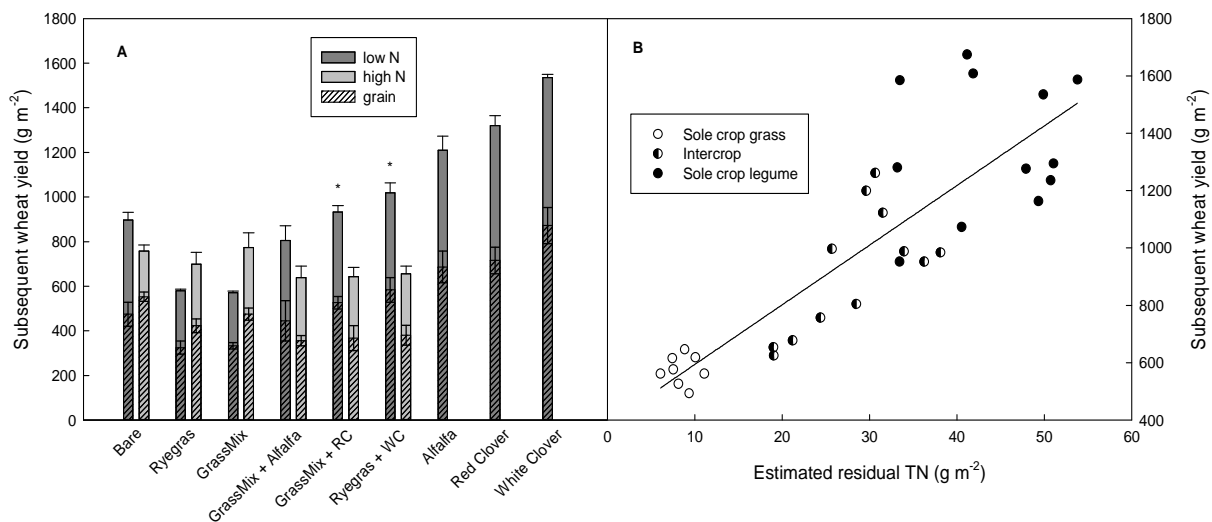 A
low N
high N
grain
Subsequent wheat yield (g m-2)
1800
1600
1400
1200
1000
800
600
400
200
0
*
*
Bare
Ryegras
GrassMix
GrassMix + Alfalfa
GrassMix + RC
Ryegras + WC
Alfalfa
Red Clover
White Clover
B
Sole crop grass
Intercrop
Sole crop legume
0
10
20
30
40
50
60
Estimated residual TN (g m-2)
1800
1600
1400
1200
1000
800
600
400
Subsequent wheat yield (g m-2)